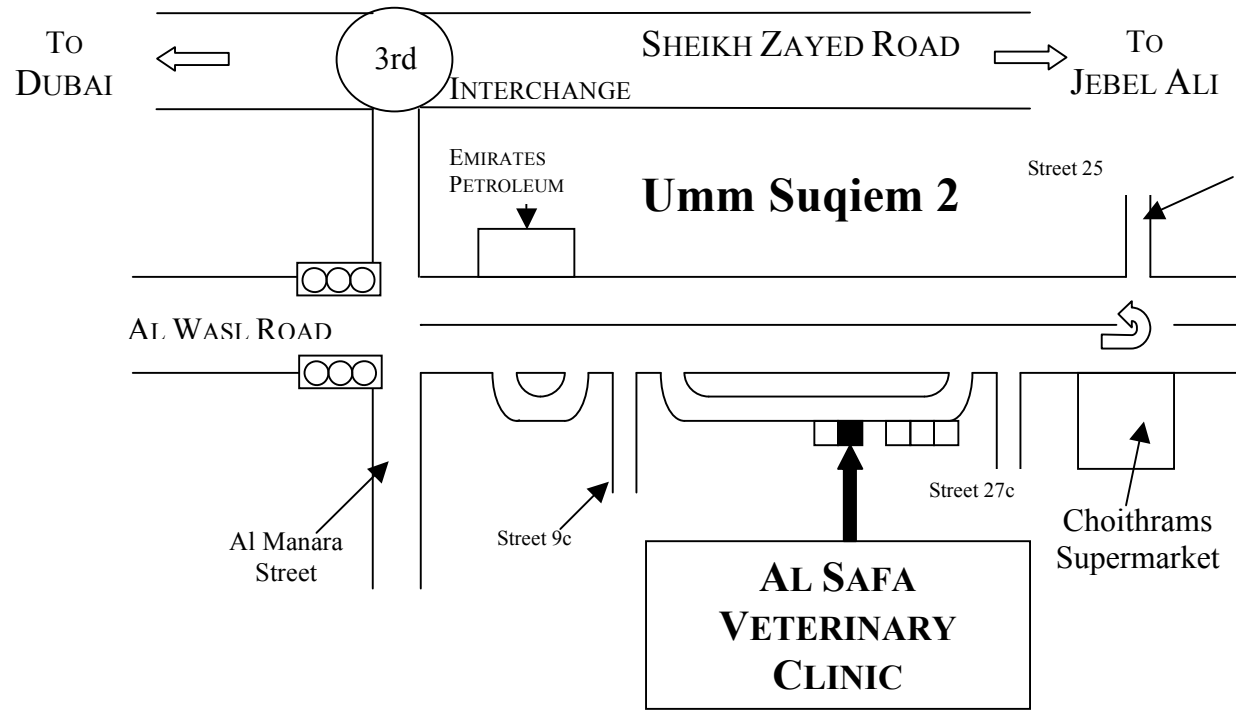 TO
DUBAI
3rd
INTERCHANGE
SHEIKH ZAYED ROAD
TO
JEBEL ALI
EMIRATES
PETROLEUM
Umm Suqiem 2
Street 25
AL WASL ROAD
Al Manara
Street
Street 9c
Street 27c
Choithrams
Supermarket
AL SAFA
VETERINARY
CLINIC